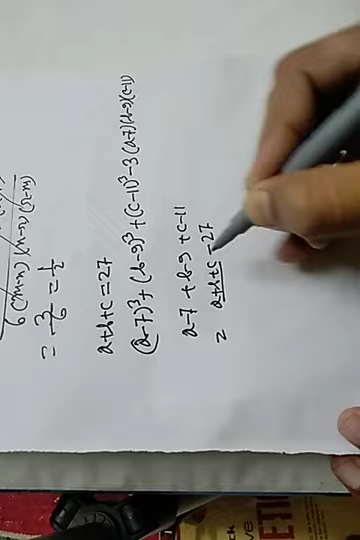 6(m-n)(n-o)(o-m)
= 3/6 = 1/2
a+b+c = 27
(a-7)³ + (b-9)³ + (c-11)³ - 3(a-7)(b-9)(c-11)
a-7 + b-9 + c-11
= a+b+c - 27